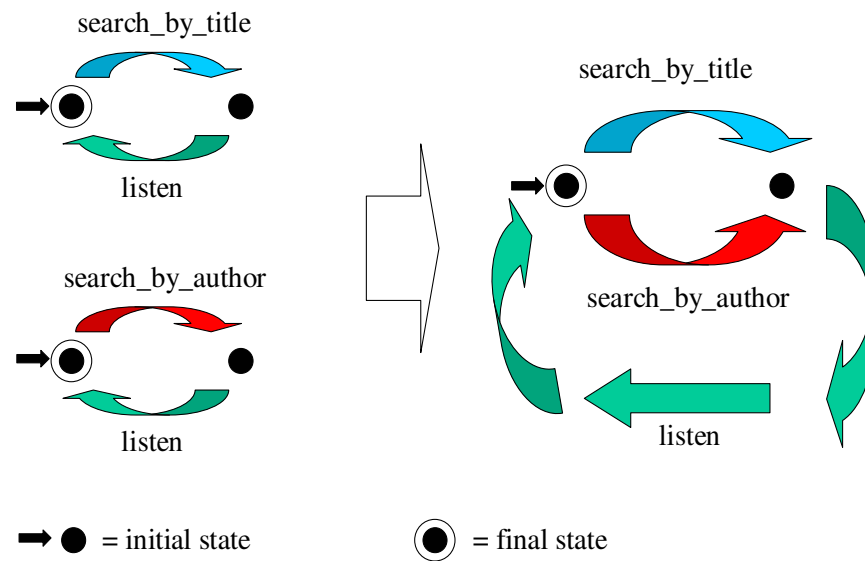 search_by_title
listen
search_by_author
listen
search_by_title
search_by_author
listen
= initial state
= final state